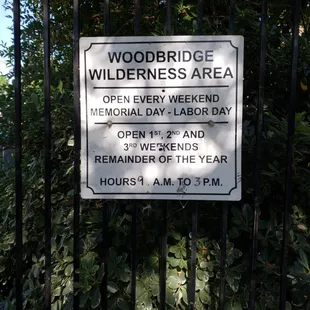 WOODBRIDGE
WILDERNESS AREA
OPEN EVERY WEEKEND
MEMORIAL DAY - LABOR DAY
OPEN 1ST, 2ND AND
3RD WEEKENDS
REMAINDER OF THE YEAR
HOURS 9 A.M. TO 3 P.M.